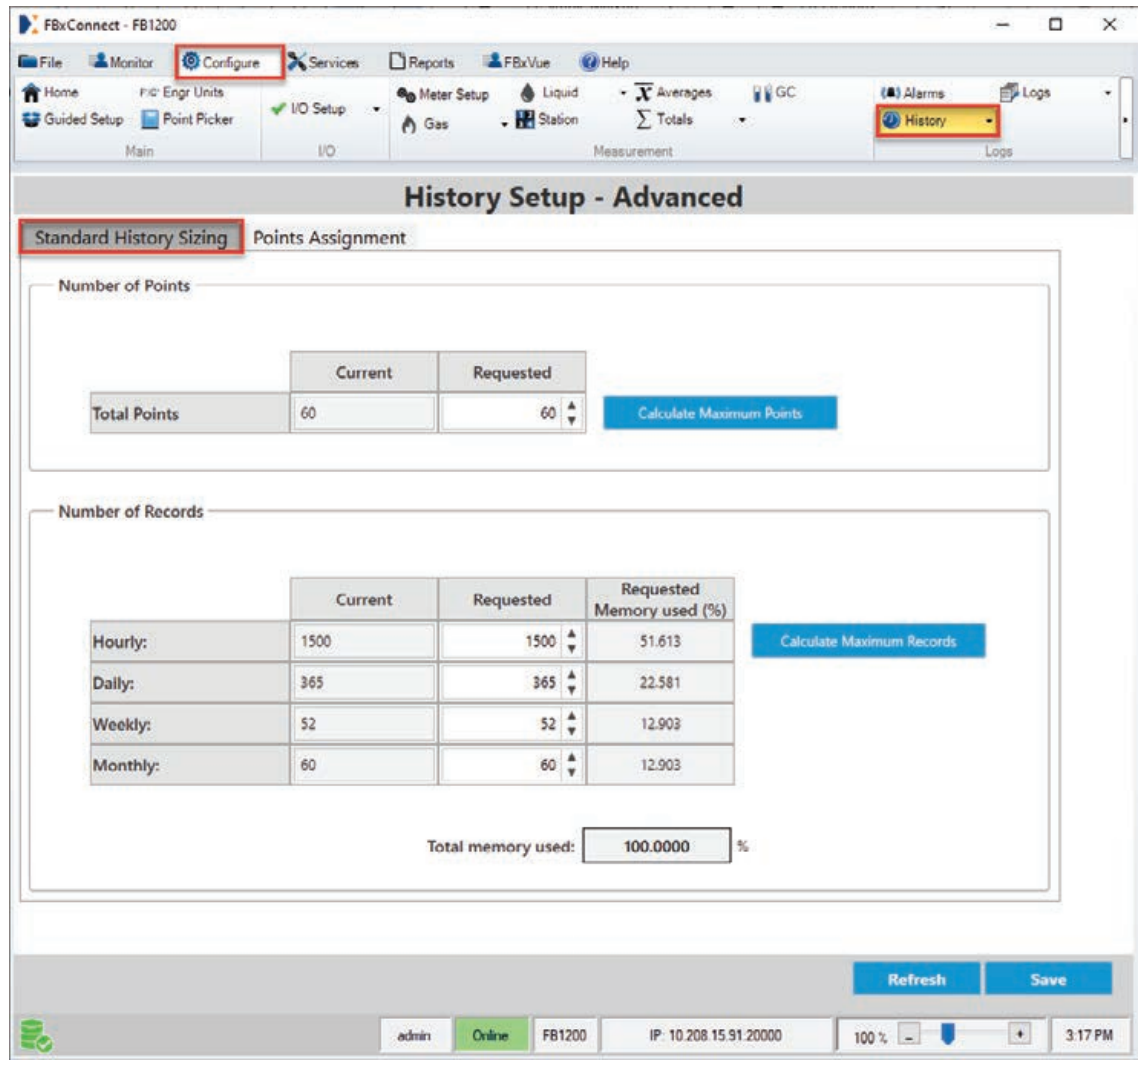 FBxConnect - FB1200
File Monitor Configure Services Reports FBxVue Help
Home Engr Units I/O Setup Meter Setup Liquid Averages GC Alarms Logs
Guided Setup Point Picker Gas Station Totals History
Main I/O Measurement Logs
History Setup - Advanced
Standard History Sizing Points Assignment
Number of Points
Current Requested
Total Points 60 60 Calculate Maximum Points
Number of Records
Current Requested Requested
Memory used (%)
Hourly: 1500 1500 51.613 Calculate Maximum Records
Daily: 365 365 22.581
Weekly: 52 52 12.903
Monthly: 60 60 12.903
Total memory used: 100.0000 %
Refresh Save
admin Online FB1200 IP: 10.208.15.91:20000 100 % - + 3:17 PM